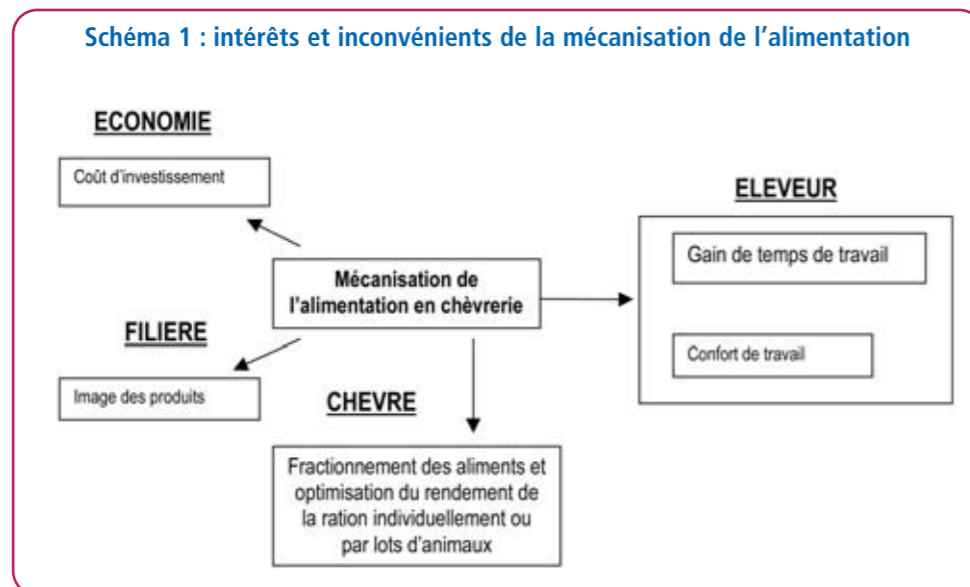 Schéma 1 : intérêts et inconvénients de la mécanisation de l'alimentation
ECONOMIE
Coût d'investissement
ELEVEUR
Gain de temps de travail
Confort de travail
Mécanisation de
l'alimentation en chèvrerie
FILIERE
Image des produits
CHEVRE
Fractionnement des aliments et
optimisation du rendement de
la ration individuellement ou
par lots d'animaux